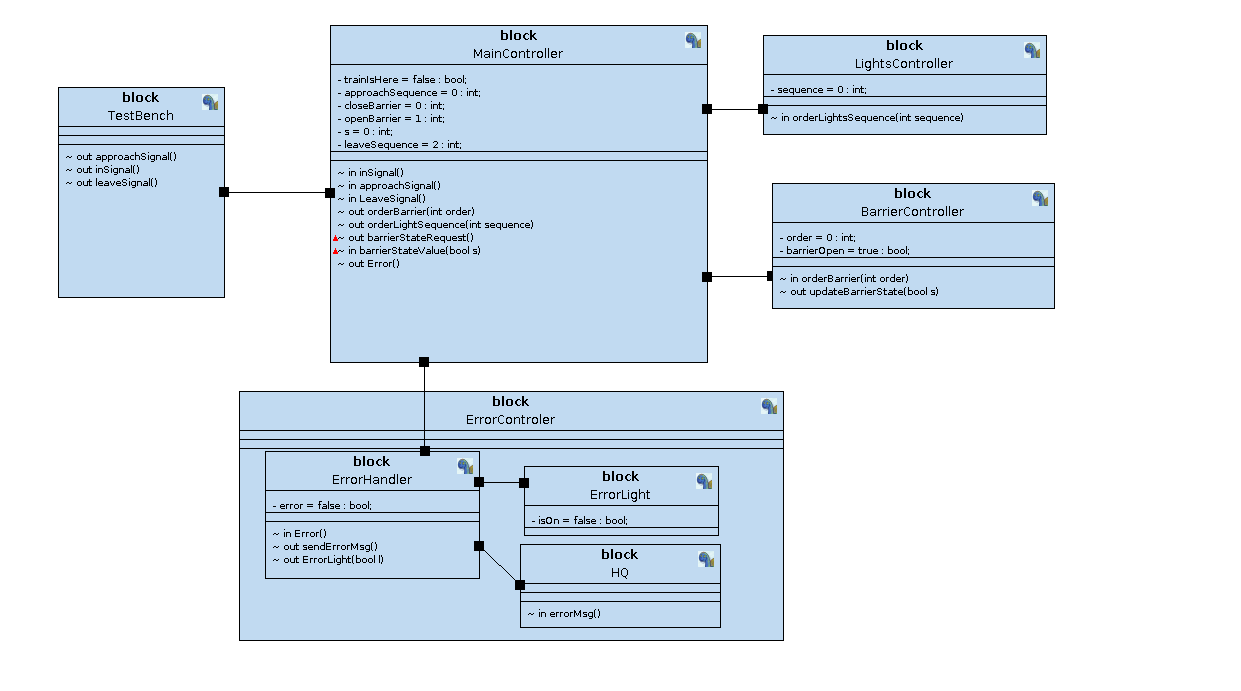 block
MainController
- trainIsHere = false : bool;
- approachSequence = 0 : int;
- closeBarrier = 0 : int;
- openBarrier = 1 : int;
- s = 0 : int;
- leaveSequence = 2 : int;
~ in inSignal()
~ in approachSignal()
~ in LeaveSignal()
~ out orderBarrier(int order)
~ out orderLightSequence(int sequence)
~ out barrierStateRequest()
~ in barrierStateValue(bool s)
~ out Error()
block
LightsController
- sequence = 0 : int;
~ in orderLightsSequence(int sequence)
block
TestBench
~ out approachSignal()
~ out inSignal()
~ out leaveSignal()
block
BarrierController
- order = 0 : int;
- barrierOpen = true : bool;
~ in orderBarrier(int order)
~ out updateBarrierState(bool s)
block
ErrorControler
block
ErrorHandler
- error = false : bool;
~ in Error()
~ out sendErrorMsg()
~ out ErrorLight(bool l)
block
ErrorLight
- isOn = false : bool;
block
HQ
~ in errorMsg()